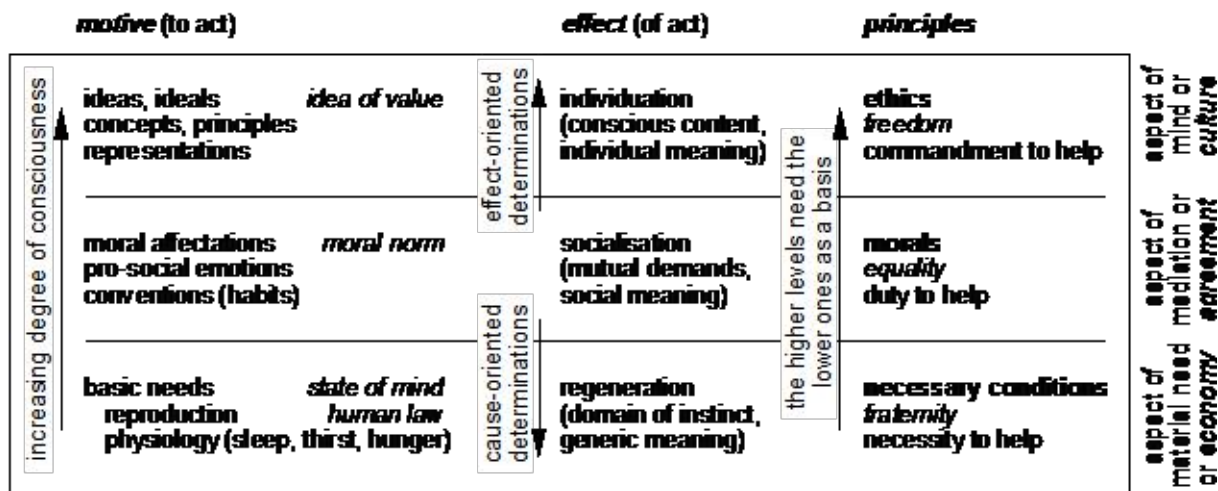 motive (to act) effect (of act) principles
increasing degree of consciousness
ideas, ideals idea of value
concepts, principles
representations
effect-oriented
determinations
individuation
(conscious content,
individual meaning)
ethics
freedom
commandment to help
aspect of
mind or
culture
moral affectations moral norm
pro-social emotions
conventions (habits)
socialisation
(mutual demands,
social meaning)
the higher levels need the
lower ones as a basis
morals
equality
duty to help
aspect of
mediation or
agreement
basic needs state of mind
reproduction human law
physiology (sleep, thirst, hunger)
cause-oriented
determinations
regeneration
(domain of instinct,
generic meaning)
necessary conditions
fraternity
necessity to help
aspect of
material need
or economy